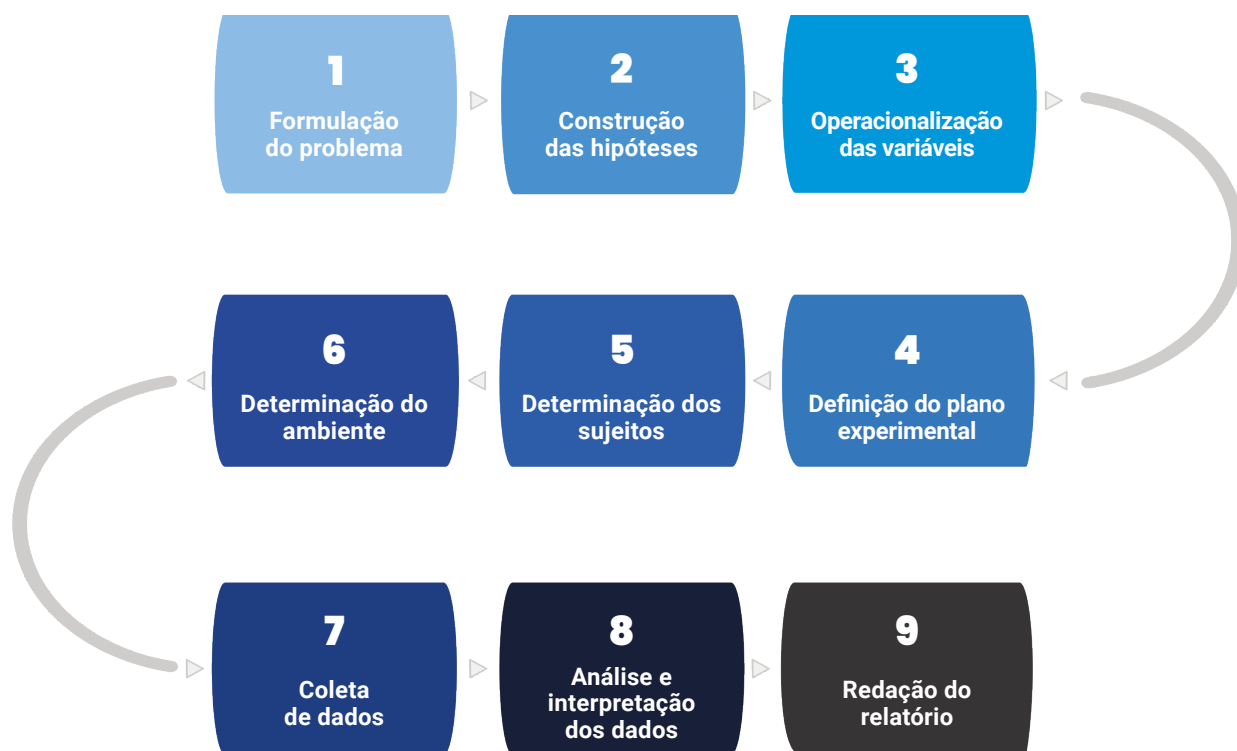 1
Formulação
do problema
2
Construção
das hipóteses
3
Operacionalização
das variáveis
4
Definição do plano
experimental
5
Determinação dos
sujeitos
6
Determinação do
ambiente
7
Coleta
de dados
8
Análise e
interpretação
dos dados
9
Redação do
relatório